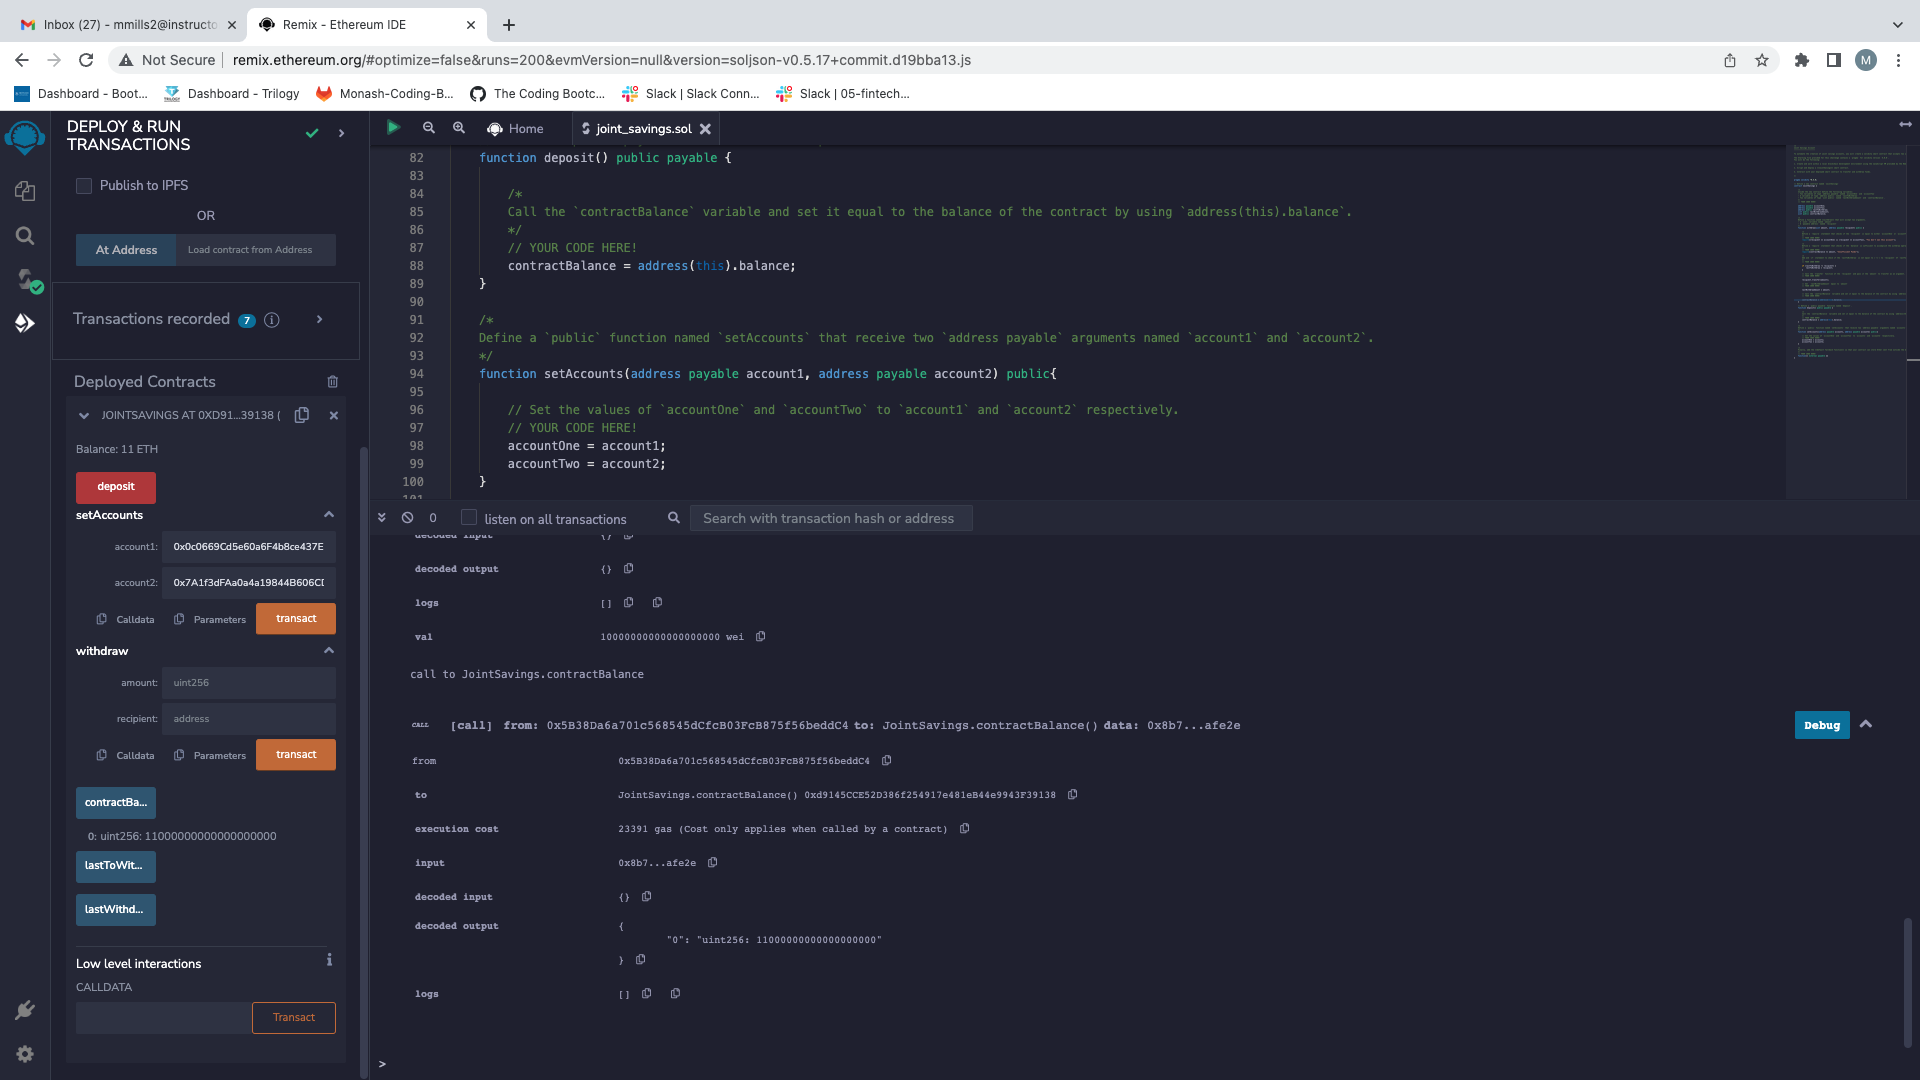 Inbox (27) - mmills2@instructo
Remix - Ethereum IDE
Not Secure
remix.ethereum.org/#optimize=false&runs=200&evmVersion=null&version=soljson-v0.5.17+commit.d19bba13.js
M
Dashboard - Boot...
Dashboard - Trilogy
Monash-Coding-B...
The Coding Bootc...
Slack | Slack Conn...
Slack | 05-fintech...
DEPLOY & RUN
TRANSACTIONS
Publish to IPFS
OR
At Address
Load contract from Address
Transactions recorded 7 i
Deployed Contracts
JOINTSAVINGS AT 0XD91...39138 (
Balance: 11 ETH
deposit
setAccounts
account1: 0x0c0669Cd5e60a6F4b8ce437E
account2: 0x7A1f3dFAa0a4a19844B606CI
Calldata Parameters transact
withdraw
amount: uint256
recipient: address
Calldata Parameters transact
contractBa...
0: uint256: 11000000000000000000
lastToWit...
lastWithd...
Low level interactions
CALLDATA
Transact
Home
joint_savings.sol
82 function deposit() public payable {
83
84 /*
85 Call the `contractBalance` variable and set it equal to the balance of the contract by using `address(this).balance`.
86 */
87 // YOUR CODE HERE!
88 contractBalance = address(this).balance;
89 }
90
91 /*
92 Define a `public` function named `setAccounts` that receive two `address payable` arguments named `account1` and `account2`.
93 */
94 function setAccounts(address payable account1, address payable account2) public{
95
96 // Set the values of `accountOne` and `accountTwo` to `account1` and `account2` respectively.
97 // YOUR CODE HERE!
98 accountOne = account1;
99 accountTwo = account2;
100 }
101
0 listen on all transactions Search with transaction hash or address
decoded input {}
decoded output {}
logs []
val 10000000000000000000 wei
call to JointSavings.contractBalance
CALL [call] from: 0x5B38Da6a701c568545dCfcB03FcB875f56beddC4 to: JointSavings.contractBalance() data: 0x8b7...afe2e
Debug
from 0x5B38Da6a701c568545dCfcB03FcB875f56beddC4
to JointSavings.contractBalance() 0xd9145CCE52D386f254917e481eB44e9943F39138
execution cost 23391 gas (Cost only applies when called by a contract)
input 0x8b7...afe2e
decoded input {}
decoded output {
"0": "uint256: 11000000000000000000"
}
logs []
>